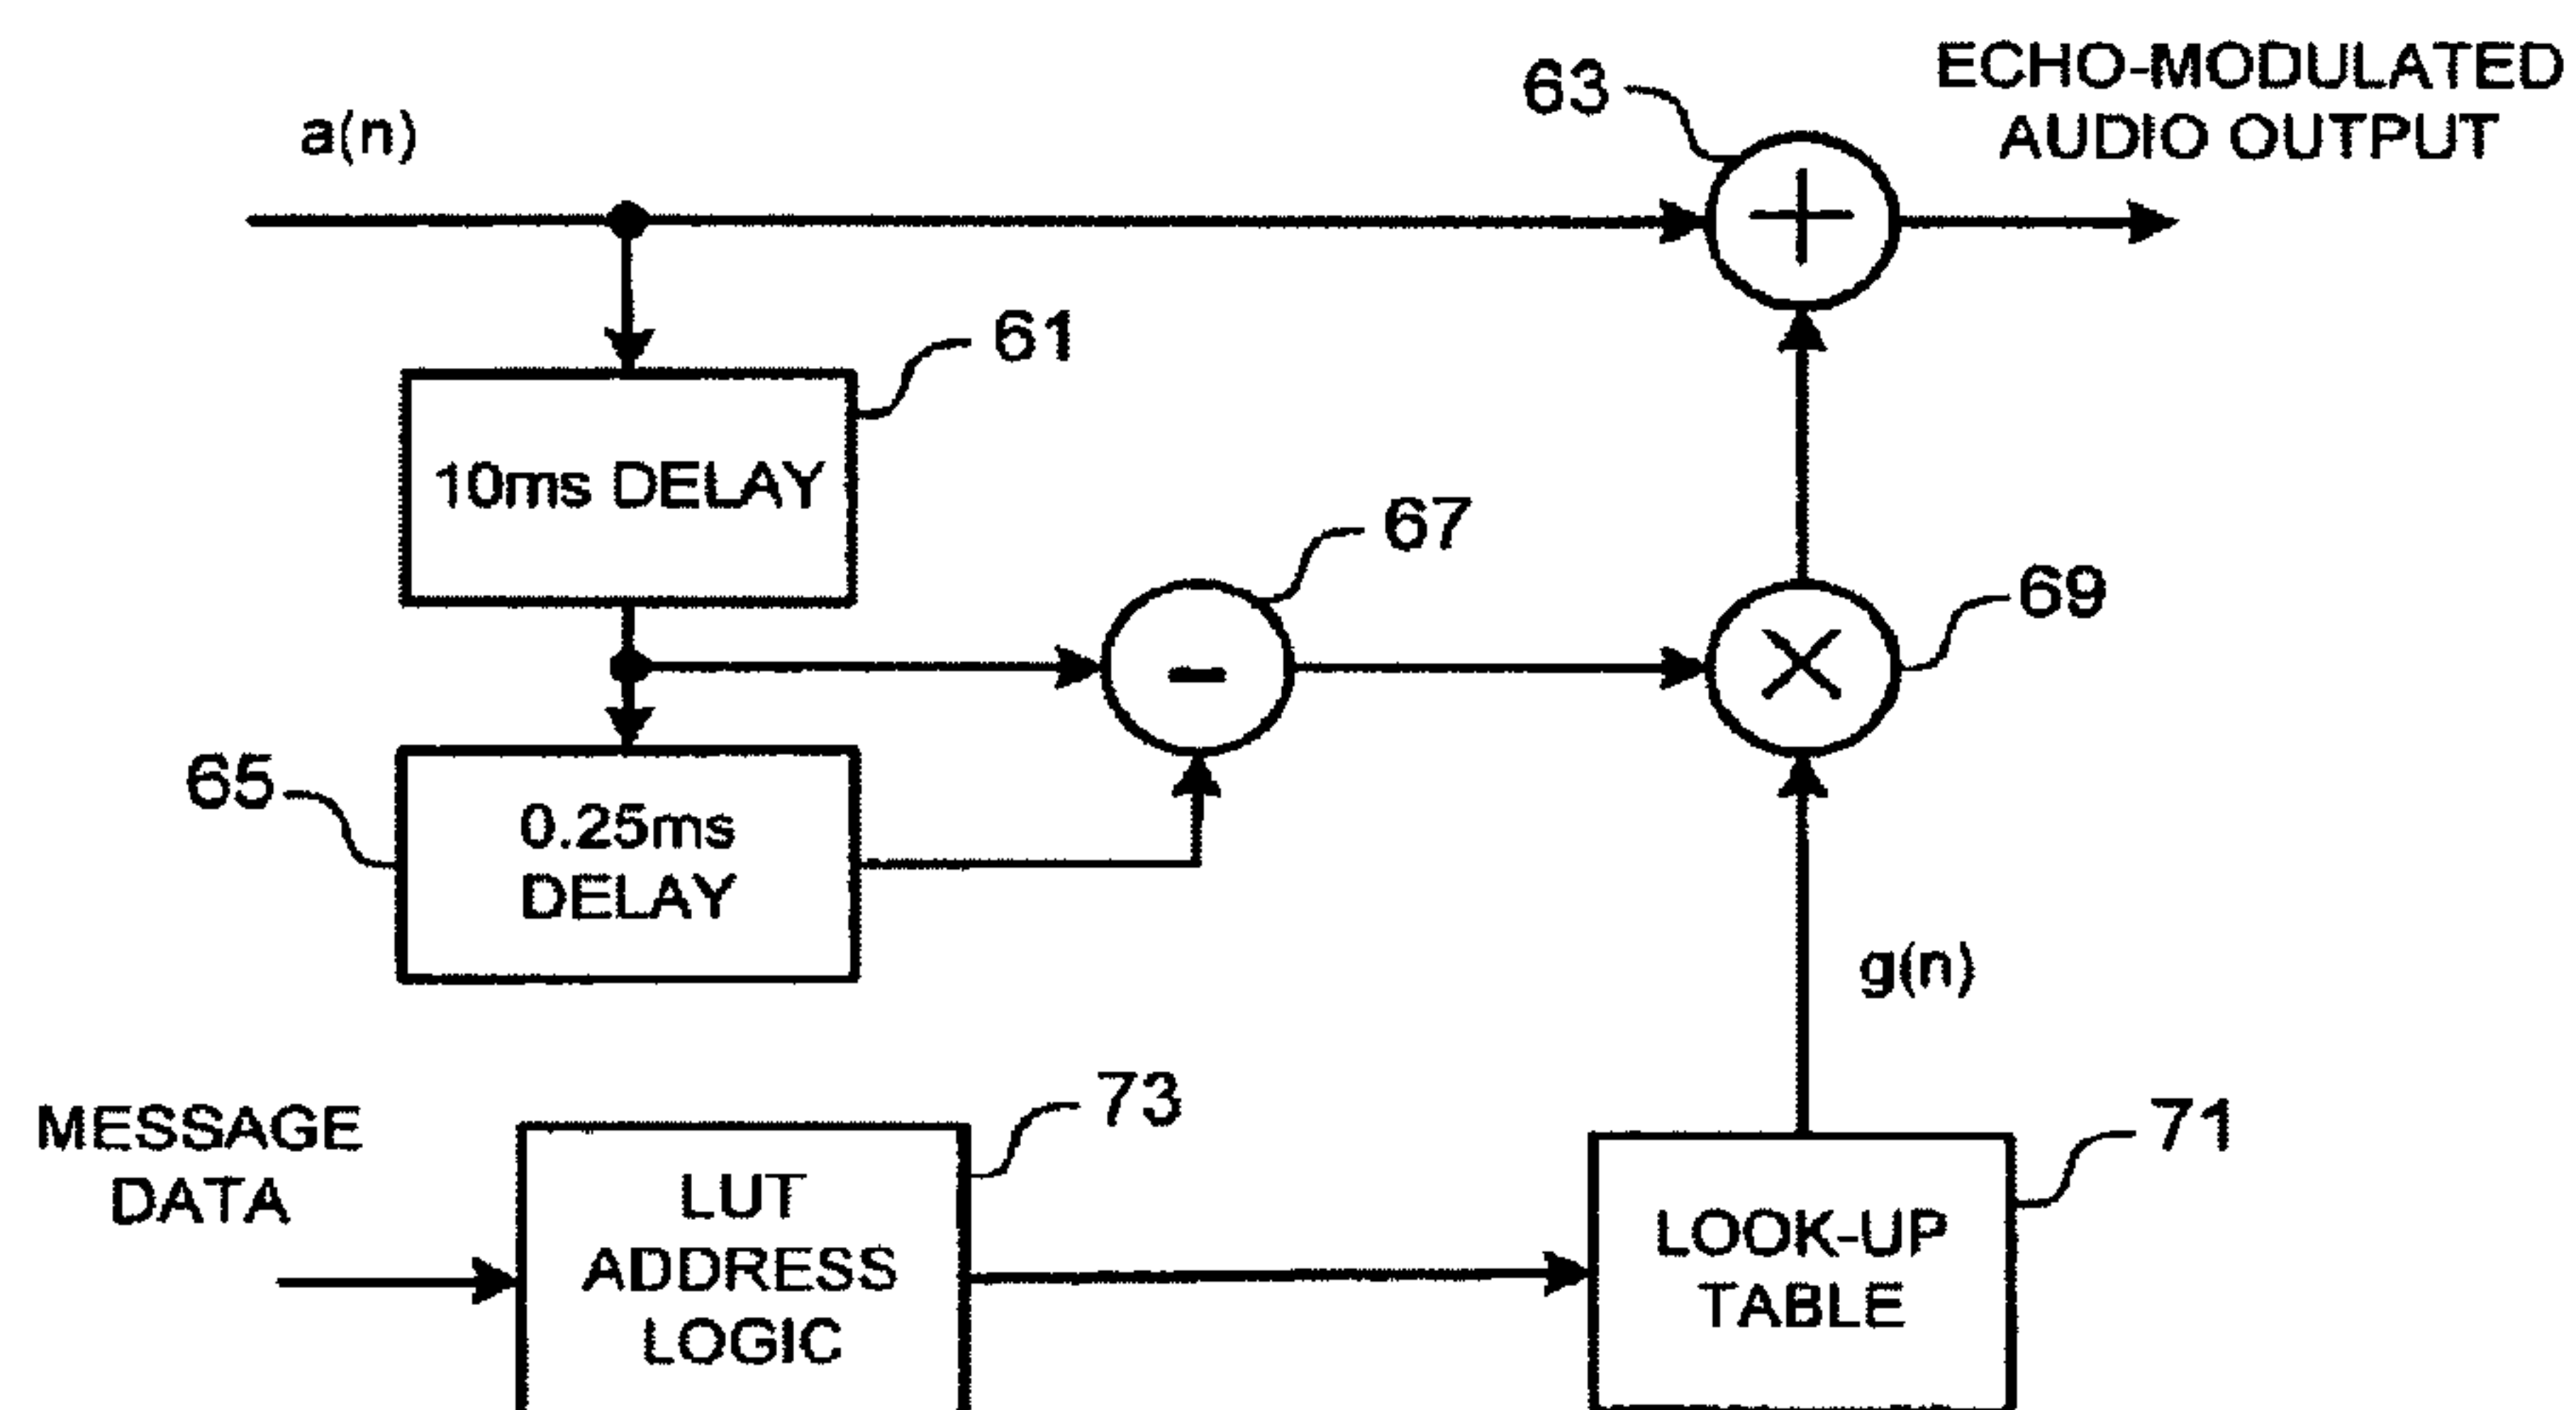 ECHO-MODULATED
AUDIO OUTPUT
63
a(n)
+
61
10ms DELAY
67
-
69
×
65
0.25ms
DELAY
g(n)
73
71
MESSAGE
DATA
LUT
ADDRESS
LOGIC
LOOK-UP
TABLE